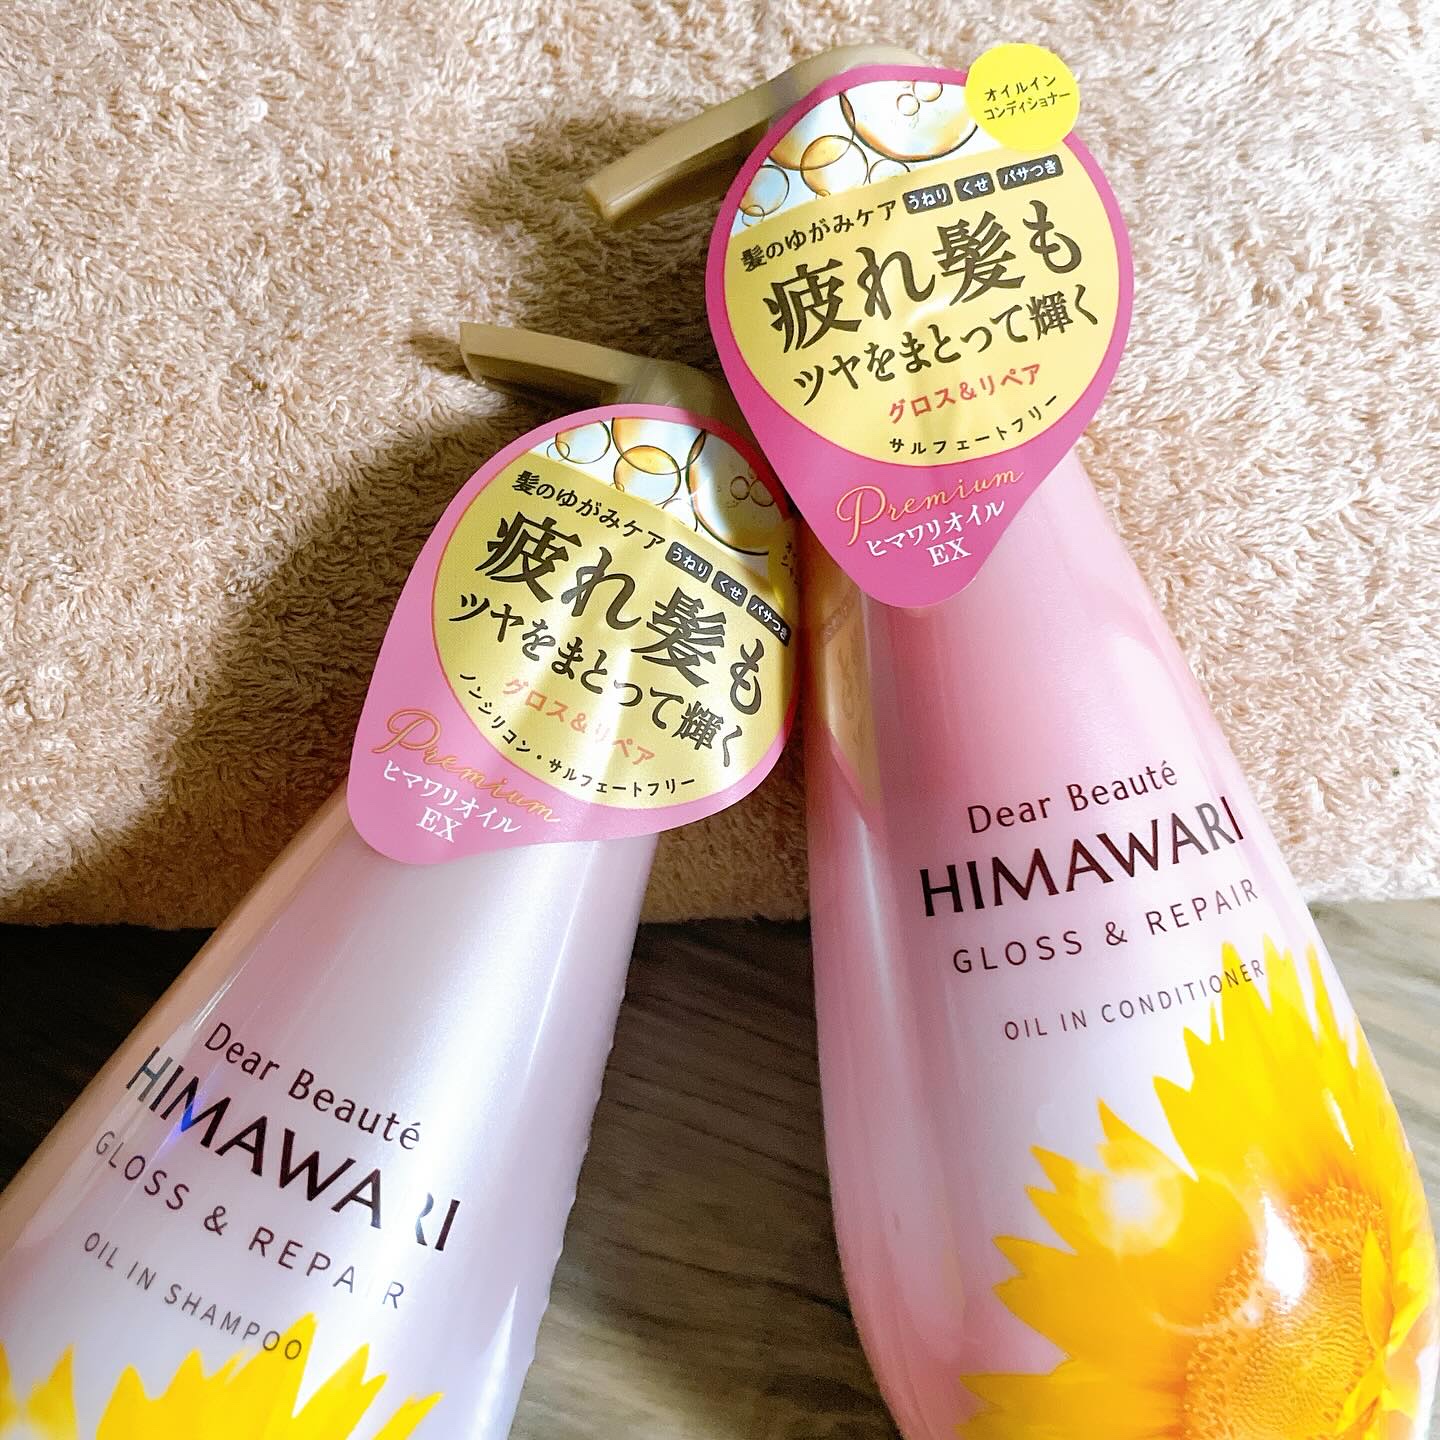 オイルイン
コンディショナー
髪のゆがみケア うねり くせ パサつき
疲れ髪も
ツヤをまとって輝く
グロス&リペア
サルフェートフリー
Premium
ヒマワリオイル
EX
Dear Beauté
HIMAWARI
GLOSS & REPAIR
OIL IN CONDITIONER
髪のゆがみケア うねり くせ パサつき
疲れ髪も
ツヤをまとって輝く
グロス&リペア
ノンシリコン・サルフェートフリー
Premium
ヒマワリオイル
EX
Dear Beauté
HIMAWARI
GLOSS & REPAIR
OIL IN SHAMPOO